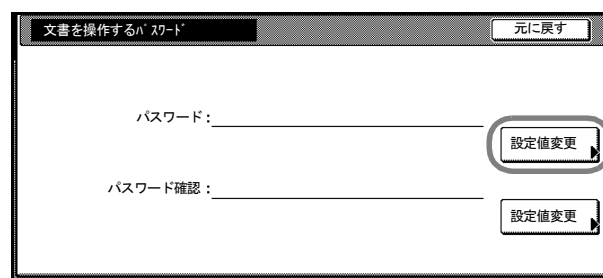 文書を操作するﾊﾟｽﾜｰﾄﾞ 元に戻す
パスワード:
設定値変更
パスワード確認:
設定値変更